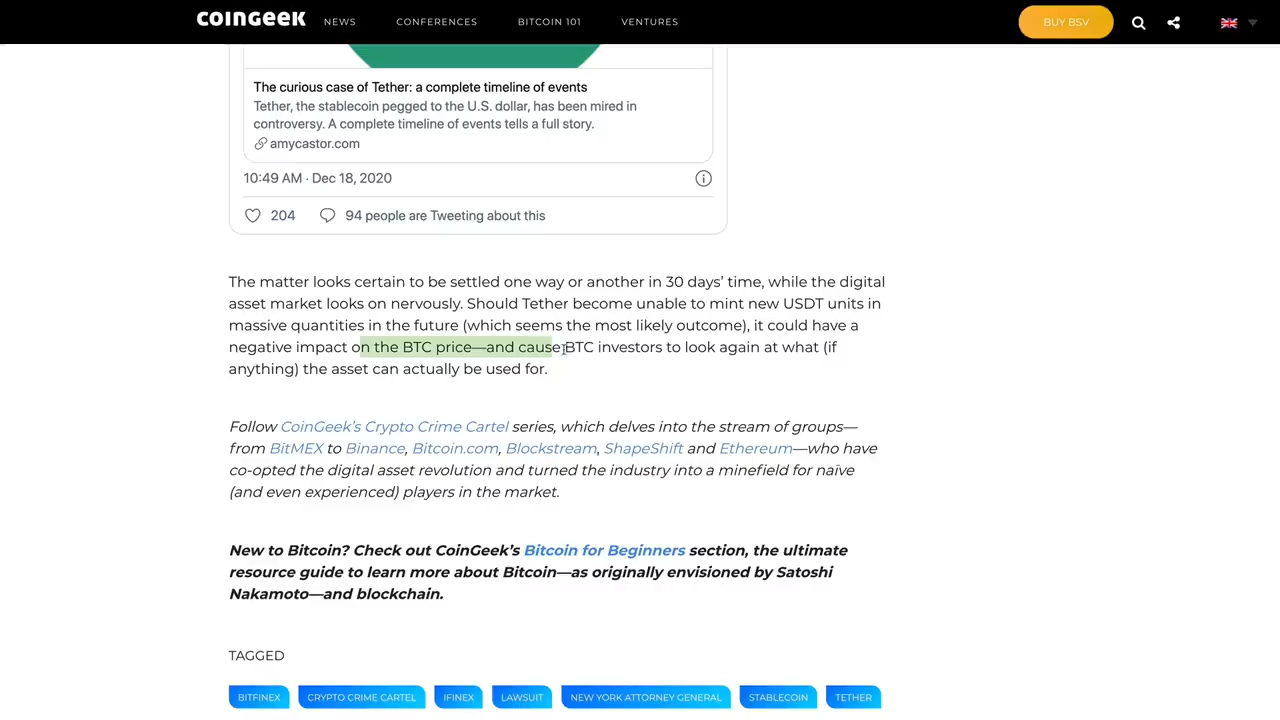 COINGEEK NEWS CONFERENCES BITCOIN 101 VENTURES BUY BSV
The curious case of Tether: a complete timeline of events
Tether, the stablecoin pegged to the U.S. dollar, has been mired in
controversy. A complete timeline of events tells a full story.
amycastor.com
10:49 AM · Dec 18, 2020
204 94 people are Tweeting about this
The matter looks certain to be settled one way or another in 30 days’ time, while the digital
asset market looks on nervously. Should Tether become unable to mint new USDT units in
massive quantities in the future (which seems the most likely outcome), it could have a
negative impact on the BTC price—and cause BTC investors to look again at what (if
anything) the asset can actually be used for.
Follow CoinGeek’s Crypto Crime Cartel series, which delves into the stream of groups—
from BitMEX to Binance, Bitcoin.com, Blockstream, ShapeShift and Ethereum—who have
co-opted the digital asset revolution and turned the industry into a minefield for naïve
(and even experienced) players in the market.
New to Bitcoin? Check out CoinGeek’s Bitcoin for Beginners section, the ultimate
resource guide to learn more about Bitcoin—as originally envisioned by Satoshi
Nakamoto—and blockchain.
TAGGED
BITFINEX CRYPTO CRIME CARTEL IFINEX LAWSUIT NEW YORK ATTORNEY GENERAL STABLECOIN TETHER